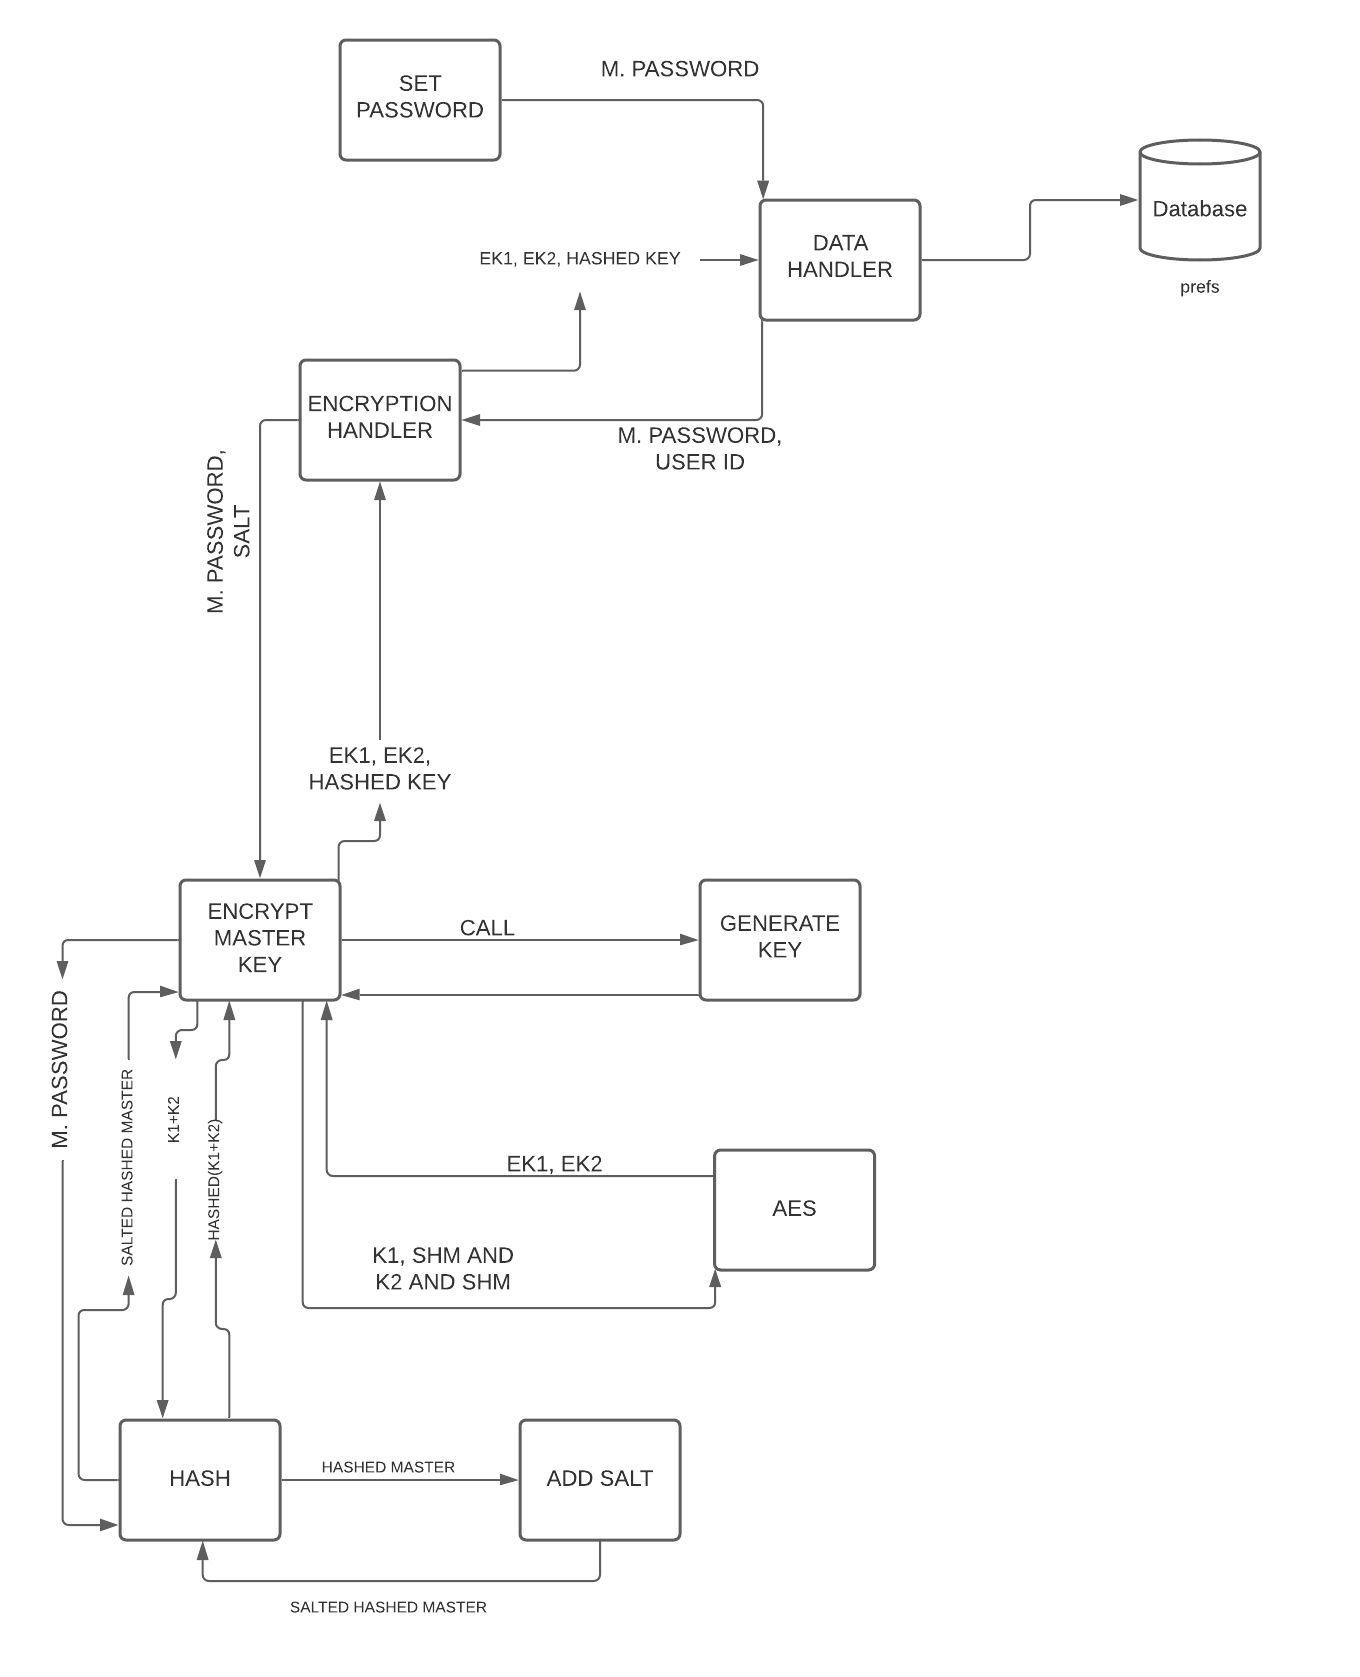 SET
PASSWORD
M. PASSWORD
DATA
HANDLER
Database
prefs
EK1, EK2, HASHED KEY
ENCRYPTION
HANDLER
M. PASSWORD,
USER ID
M. PASSWORD,
SALT
EK1, EK2,
HASHED KEY
ENCRYPT
MASTER
KEY
CALL
GENERATE
KEY
M. PASSWORD
SALTED HASHED MASTER
K1+K2
HASHED(K1+K2)
EK1, EK2
AES
K1, SHM AND
K2 AND SHM
HASH
HASHED MASTER
ADD SALT
SALTED HASHED MASTER